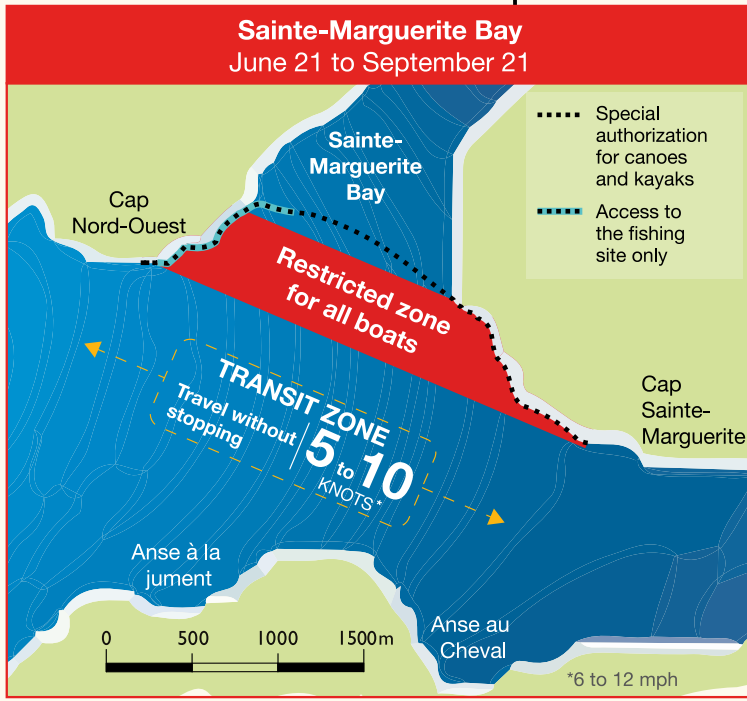 Sainte-Marguerite Bay
June 21 to September 21
Special
authorization
for canoes
and kayaks
Access to
the fishing
site only
Sainte-
Marguerite
Bay
Cap
Nord-Ouest
Restricted zone
for all boats
TRANSIT ZONE
Travel without
stopping
5 to 10
KNOTS*
Cap
Sainte-
Marguerite
Anse à la
jument
Anse au
Cheval
0 500 1000 1500m
*6 to 12 mph